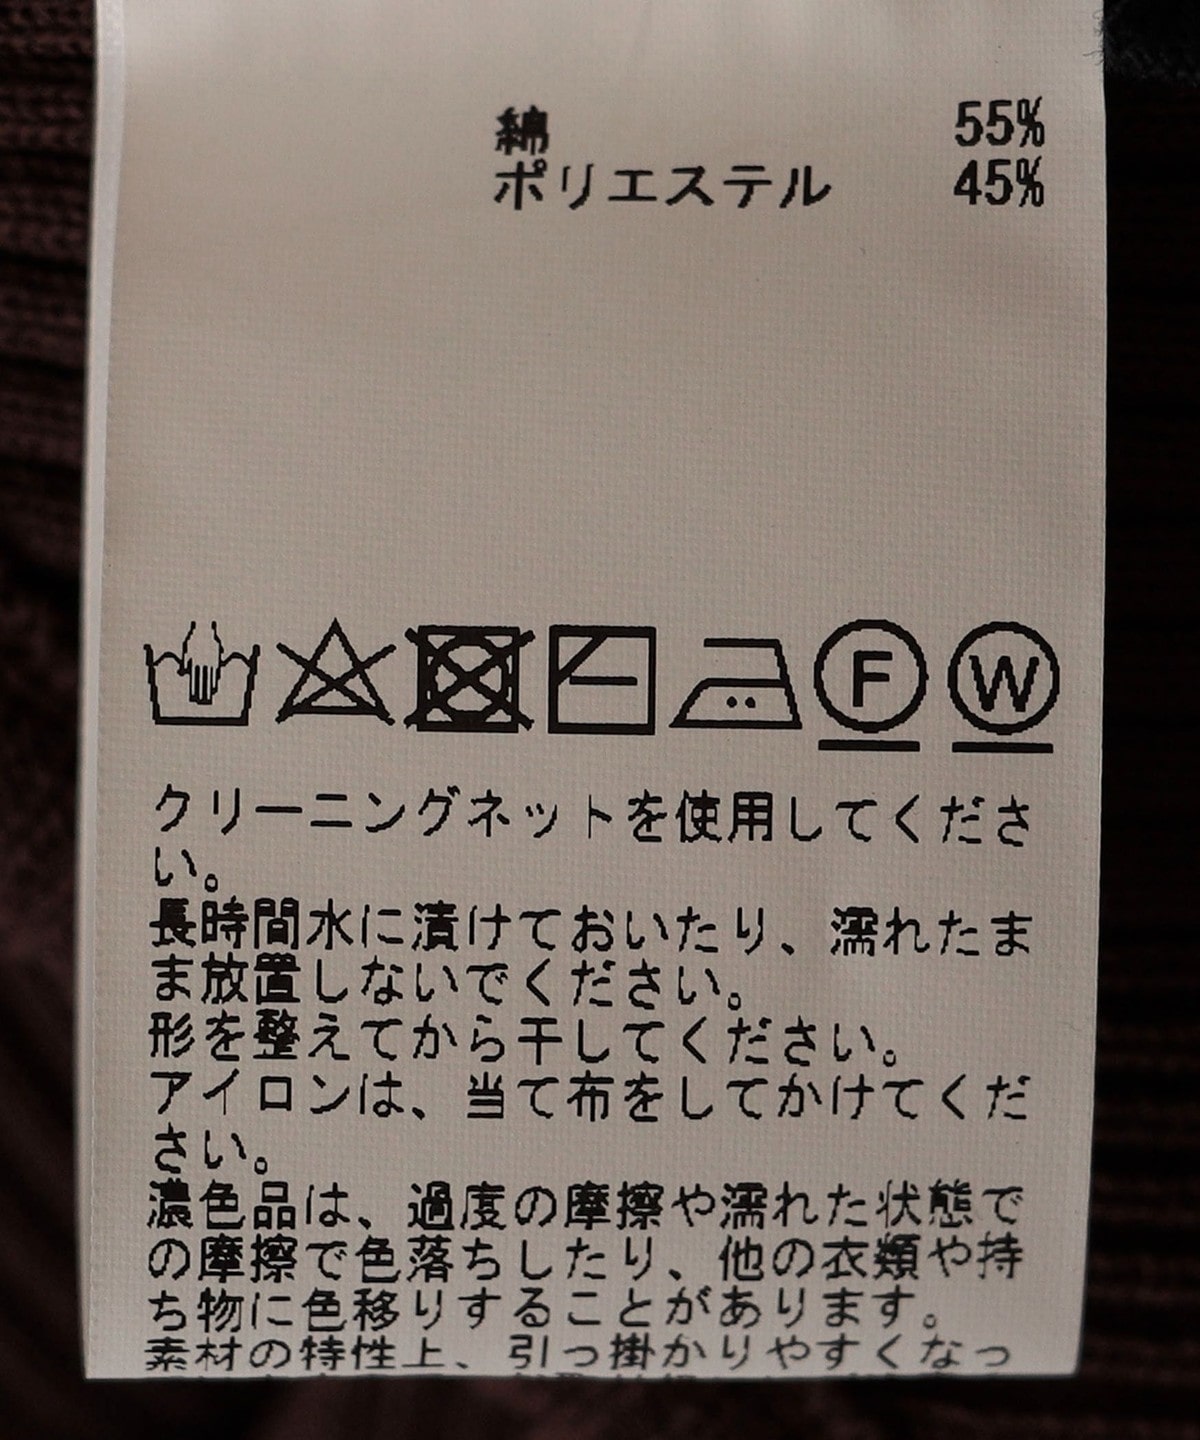 綿 55%
ポリエステル 45%
F W
クリーニングネットを使用してくださ
い。
長時間水に漬けておいたり、濡れたま
ま放置しないでください。
形を整えてから干してください。
アイロンは、当て布をしてかけてくだ
さい。
濃色品は、過度の摩擦や濡れた状態で
の摩擦で色落ちしたり、他の衣類や持
ち物に色移りすることがあります。
素材の特性上、引っ掛かりやすくなっ